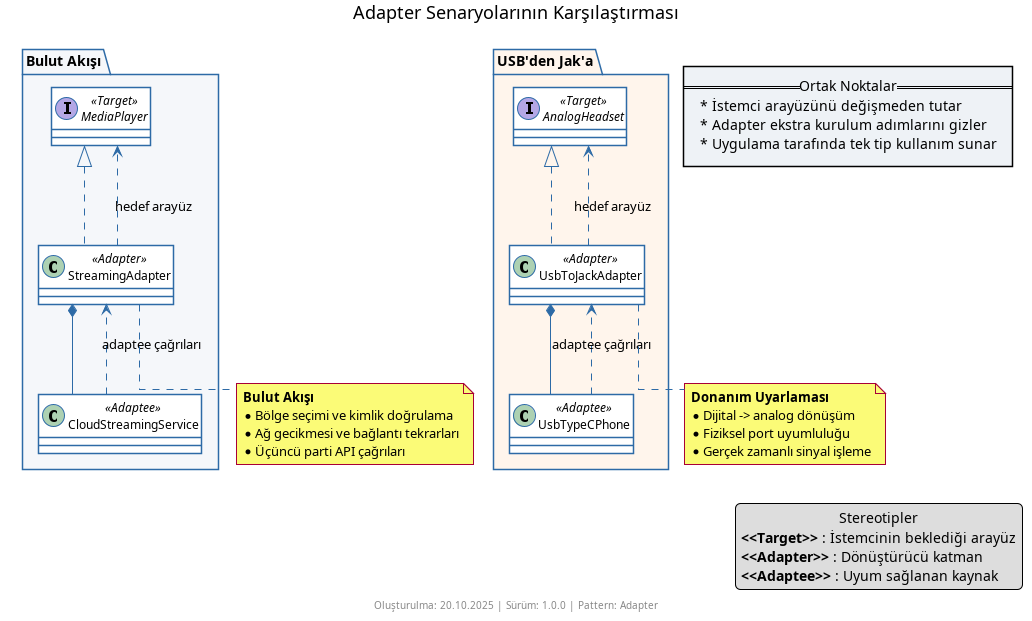 Adapter Senaryolarının Karşılaştırması
Bulut Akışı
I
«Target»
MediaPlayer
hedef arayüz
C
«Adapter»
StreamingAdapter
adaptee çağrıları
C
«Adaptee»
CloudStreamingService
Bulut Akışı
• Bölge seçimi ve kimlik doğrulama
• Ağ gecikmesi ve bağlantı tekrarları
• Üçüncü parti API çağrıları
USB'den Jak'a
I
«Target»
AnalogHeadset
hedef arayüz
C
«Adapter»
UsbToJackAdapter
adaptee çağrıları
C
«Adaptee»
UsbTypeCPhone
Donanım Uyarlaması
• Dijital -> analog dönüşüm
• Fiziksel port uyumluluğu
• Gerçek zamanlı sinyal işleme
Ortak Noktalar
* İstemci arayüzünü değişmeden tutar
* Adapter ekstra kurulum adımlarını gizler
* Uygulama tarafında tek tip kullanım sunar
Stereotipler
<<Target>> : İstemcinin beklediği arayüz
<<Adapter>> : Dönüştürücü katman
<<Adaptee>> : Uyum sağlanan kaynak
Oluşturulma: 20.10.2025 | Sürüm: 1.0.0 | Pattern: Adapter